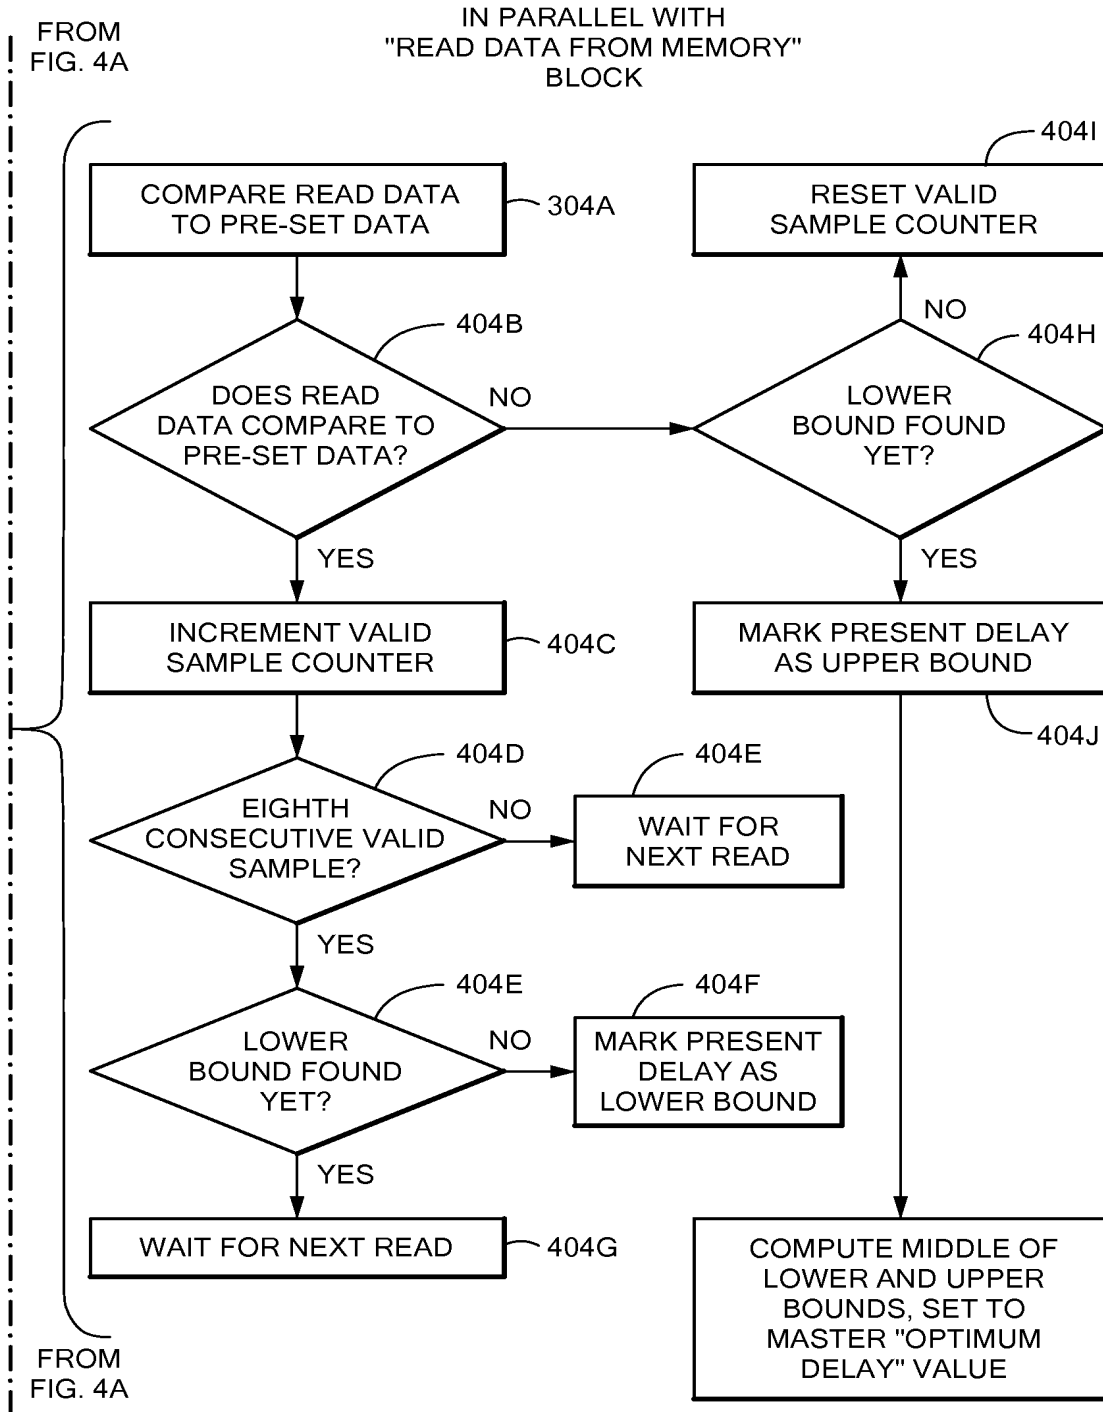 FROM
FIG. 4A
IN PARALLEL WITH
"READ DATA FROM MEMORY"
BLOCK
COMPARE READ DATA
TO PRE-SET DATA
304A
404I
RESET VALID
SAMPLE COUNTER
NO
404B
404H
DOES READ
DATA COMPARE TO
PRE-SET DATA?
NO
LOWER
BOUND FOUND
YET?
YES
YES
INCREMENT VALID
SAMPLE COUNTER
404C
MARK PRESENT DELAY
AS UPPER BOUND
404J
404D
EIGHTH
CONSECUTIVE VALID
SAMPLE?
NO
404E
WAIT FOR
NEXT READ
YES
404E
LOWER
BOUND FOUND
YET?
NO
404F
MARK PRESENT
DELAY AS
LOWER BOUND
YES
WAIT FOR NEXT READ
404G
COMPUTE MIDDLE OF
LOWER AND UPPER
BOUNDS, SET TO
MASTER "OPTIMUM
DELAY" VALUE
FROM
FIG. 4A